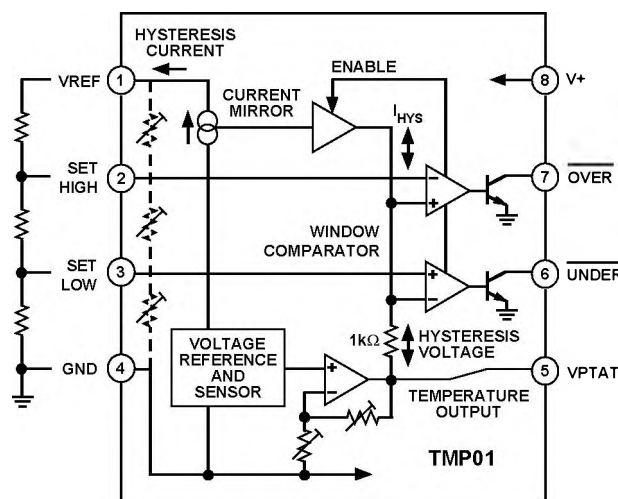 HYSTERESIS
CURRENT
VREF
1
CURRENT
MIRROR
ENABLE
IHYS
8
V+
SET
HIGH
2
7
OVER
WINDOW
COMPARATOR
SET
LOW
3
6
UNDER
1kΩ
HYSTERESIS
VOLTAGE
GND
4
VOLTAGE
REFERENCE
AND
SENSOR
5
VPTAT
TEMPERATURE
OUTPUT
TMP01